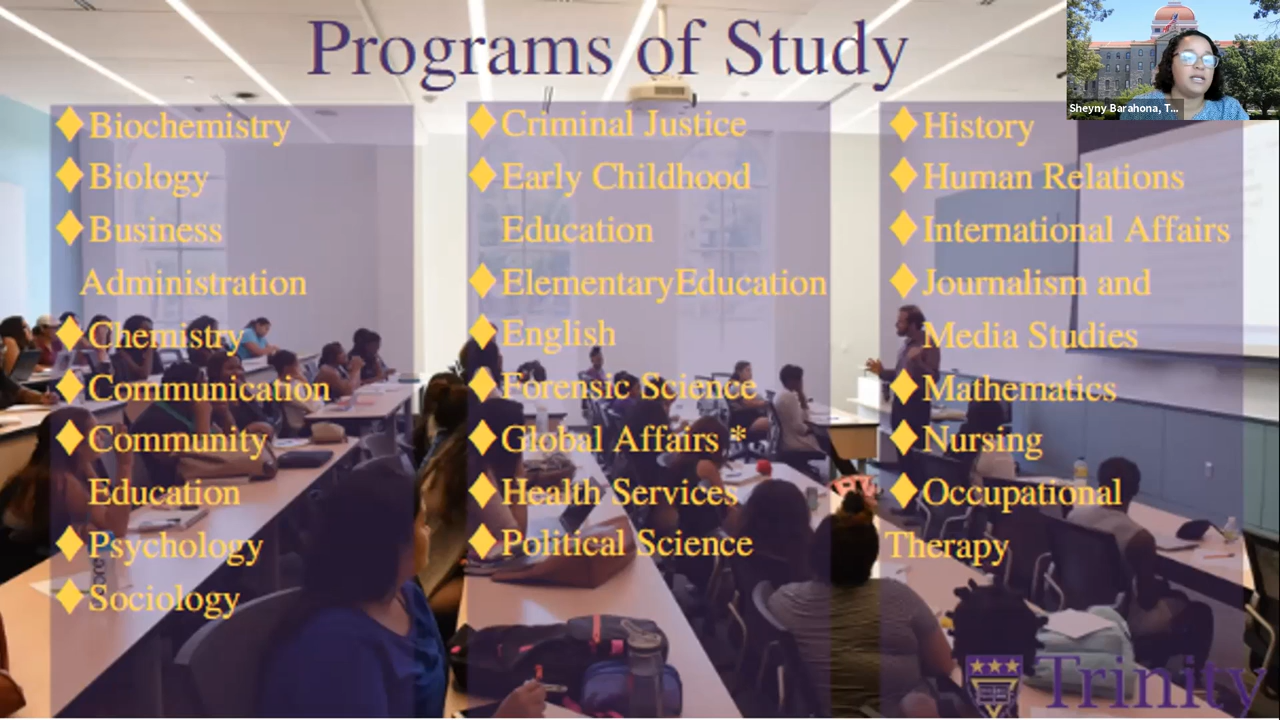 Programs of Study
Sheyny Barahona, T...
♦Biochemistry
♦Biology
♦Business
Administration
♦Chemistry
♦Communication
♦Community
Education
♦Psychology
♦Sociology
♦Criminal Justice
♦Early Childhood
Education
♦ElementaryEducation
♦English
♦Forensic Science
♦Global Affairs *
♦Health Services
♦Political Science
♦History
♦Human Relations
♦International Affairs
♦Journalism and
Media Studies
♦Mathematics
♦Nursing
♦Occupational
Therapy
Trinity